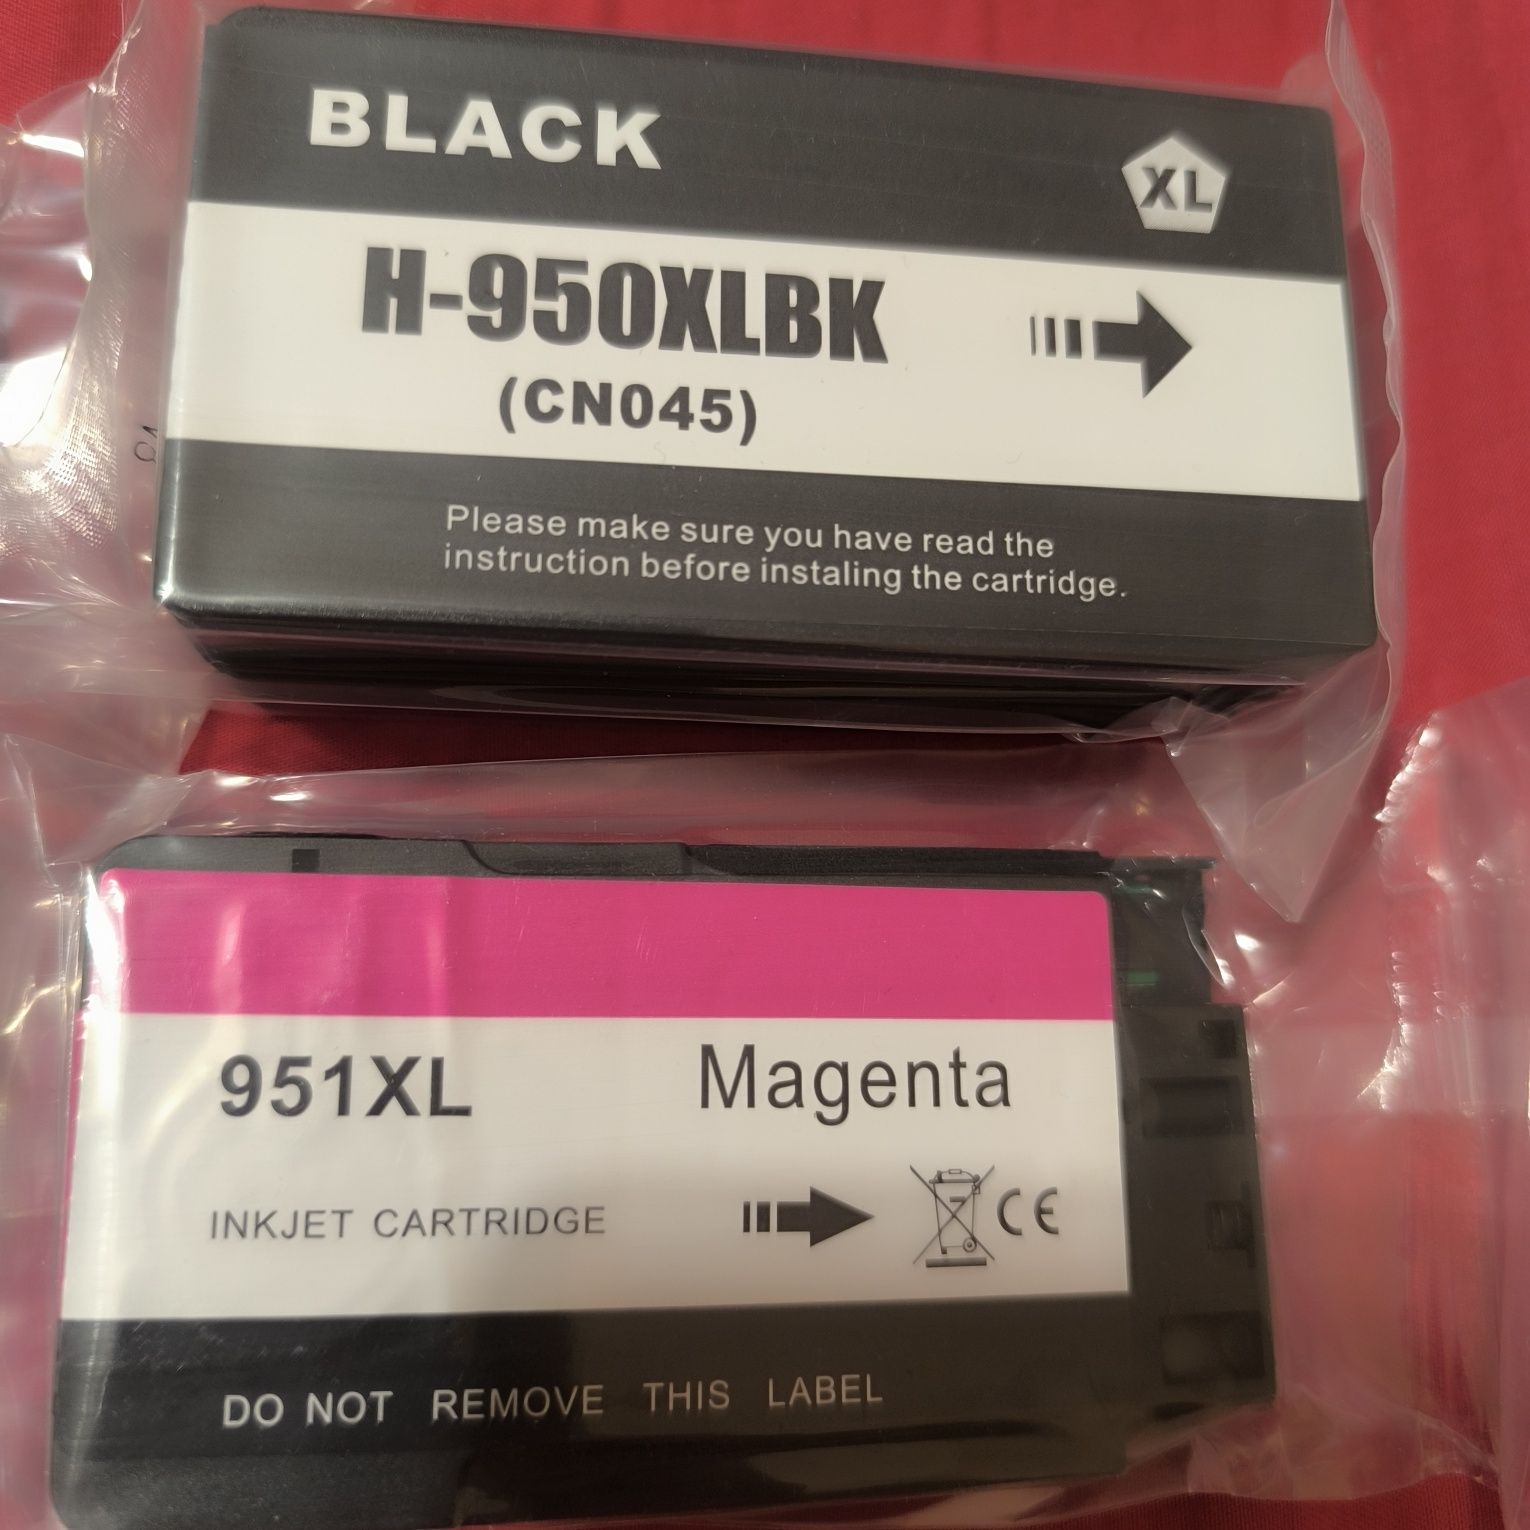 BLACK
XL
H-950XLBK
(CN045)
Please make sure you have read the
instruction before instaling the cartridge.
951XL Magenta
INKJET CARTRIDGE
CE
DO NOT REMOVE THIS LABEL